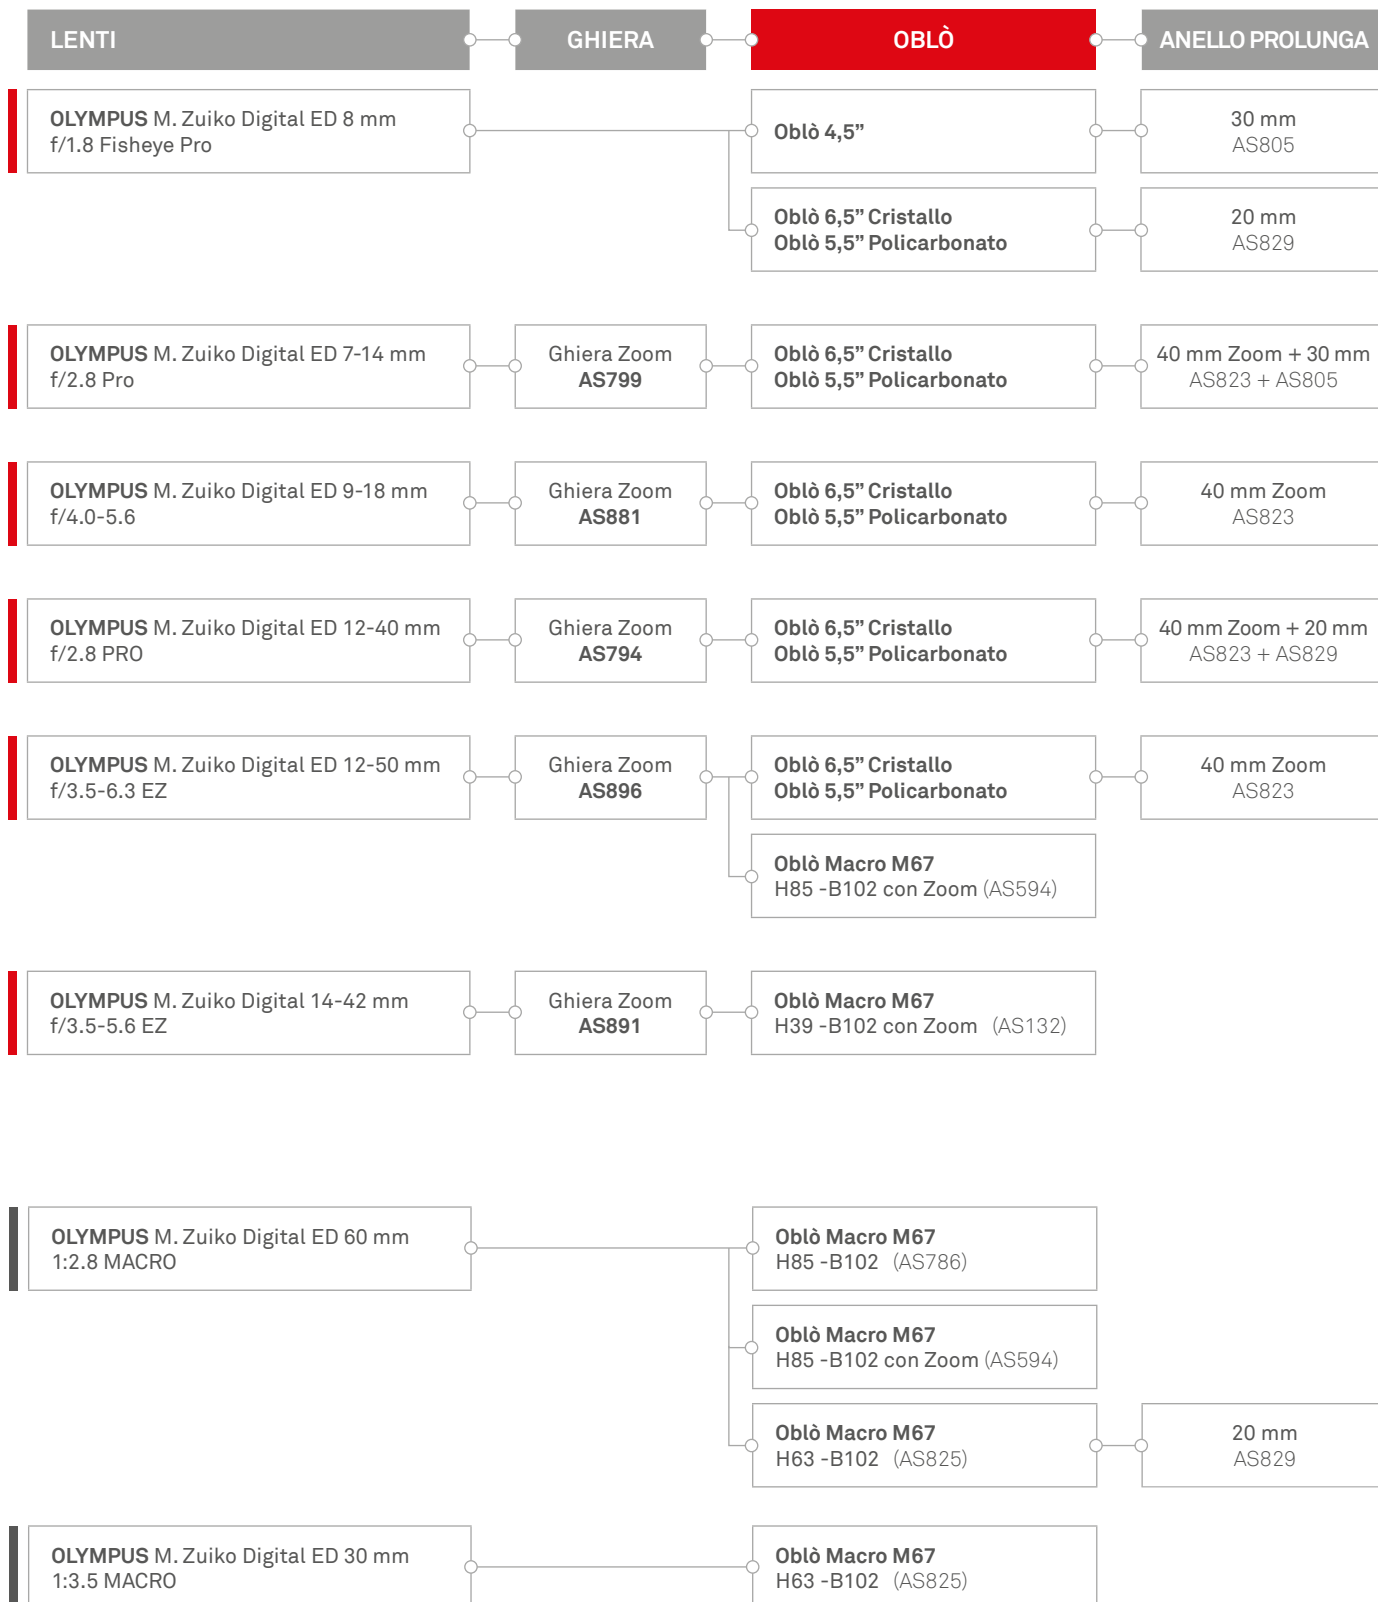 LENTI
GHIERA
OBLÒ
ANELLO PROLUNGA
OLYMPUS M. Zuiko Digital ED 8 mm
f/1.8 Fisheye Pro
Oblò 4,5”
30 mm
AS805
Oblò 6,5” Cristallo
Oblò 5,5” Policarbonato
20 mm
AS829
OLYMPUS M. Zuiko Digital ED 7-14 mm
f/2.8 Pro
Ghiera Zoom
AS799
Oblò 6,5” Cristallo
Oblò 5,5” Policarbonato
40 mm Zoom + 30 mm
AS823 + AS805
OLYMPUS M. Zuiko Digital ED 9-18 mm
f/4.0-5.6
Ghiera Zoom
AS881
Oblò 6,5” Cristallo
Oblò 5,5” Policarbonato
40 mm Zoom
AS823
OLYMPUS M. Zuiko Digital ED 12-40 mm
f/2.8 PRO
Ghiera Zoom
AS794
Oblò 6,5” Cristallo
Oblò 5,5” Policarbonato
40 mm Zoom + 20 mm
AS823 + AS829
OLYMPUS M. Zuiko Digital ED 12-50 mm
f/3.5-6.3 EZ
Ghiera Zoom
AS896
Oblò 6,5” Cristallo
Oblò 5,5” Policarbonato
40 mm Zoom
AS823
Oblò Macro M67
H85 -B102 con Zoom (AS594)
OLYMPUS M. Zuiko Digital 14-42 mm
f/3.5-5.6 EZ
Ghiera Zoom
AS891
Oblò Macro M67
H39 -B102 con Zoom (AS132)
OLYMPUS M. Zuiko Digital ED 60 mm
1:2.8 MACRO
Oblò Macro M67
H85 -B102 (AS786)
Oblò Macro M67
H85 -B102 con Zoom (AS594)
Oblò Macro M67
H63 -B102 (AS825)
20 mm
AS829
OLYMPUS M. Zuiko Digital ED 30 mm
1:3.5 MACRO
Oblò Macro M67
H63 -B102 (AS825)